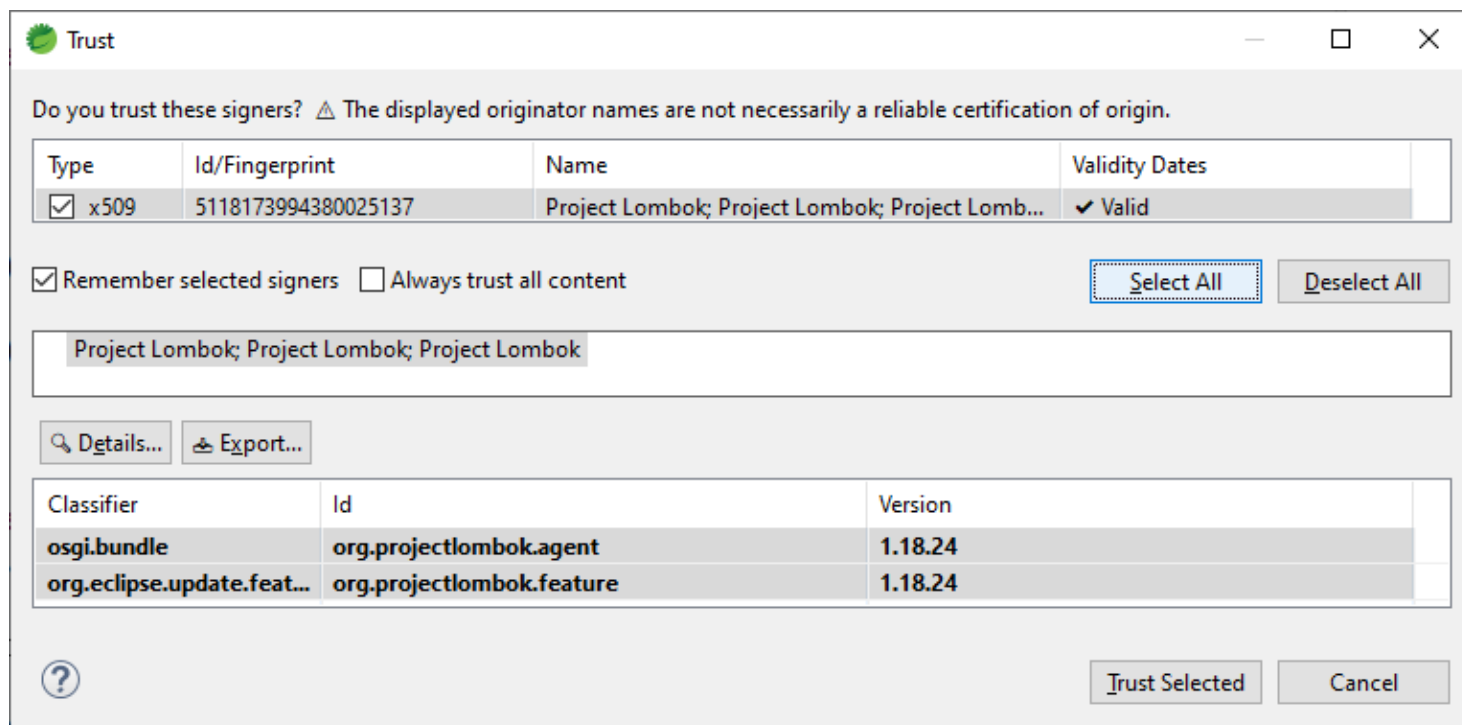 Trust
Do you trust these signers? ⚠ The displayed originator names are not necessarily a reliable certification of origin.
Type Id/Fingerprint Name Validity Dates
x509 5118173994380025137 Project Lombok; Project Lombok; Project Lomb... ✔ Valid
Remember selected signers Always trust all content Select All Deselect All
Project Lombok; Project Lombok; Project Lombok
Details... Export...
Classifier Id Version
osgi.bundle org.projectlombok.agent 1.18.24
org.eclipse.update.feat... org.projectlombok.feature 1.18.24
? Trust Selected Cancel